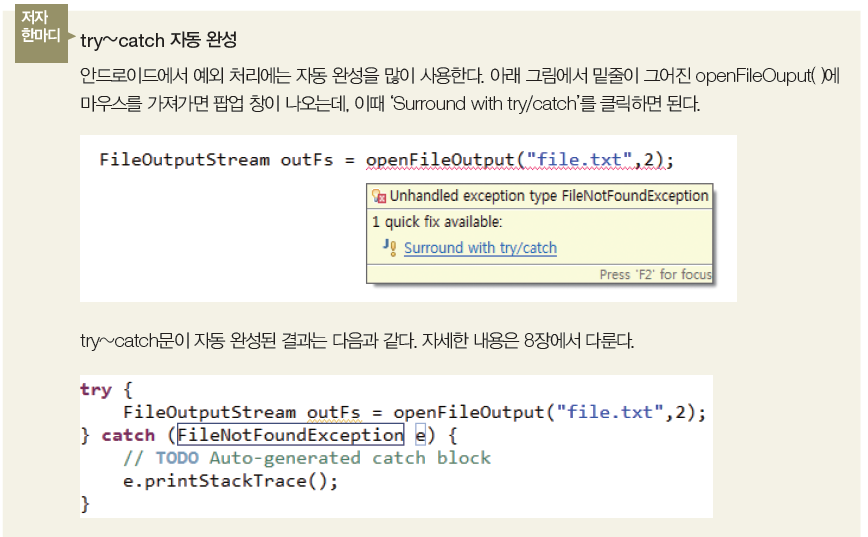 저자
한마디
try~catch 자동 완성
안드로이드에서 예외 처리에는 자동 완성을 많이 사용한다. 아래 그림에서 밑줄이 그어진 openFileOuput( )에
마우스를 가져가면 팝업 창이 나오는데, 이때 ‘Surround with try/catch’를 클릭하면 된다.
FileOutputStream outFs = openFileOutput("file.txt",2);
Unhandled exception type FileNotFoundException
1 quick fix available:
Surround with try/catch
Press 'F2' for focus
try~catch문이 자동 완성된 결과는 다음과 같다. 자세한 내용은 8장에서 다룬다.
try {
    FileOutputStream outFs = openFileOutput("file.txt",2);
} catch (FileNotFoundException e) {
    // TODO Auto-generated catch block
    e.printStackTrace();
}